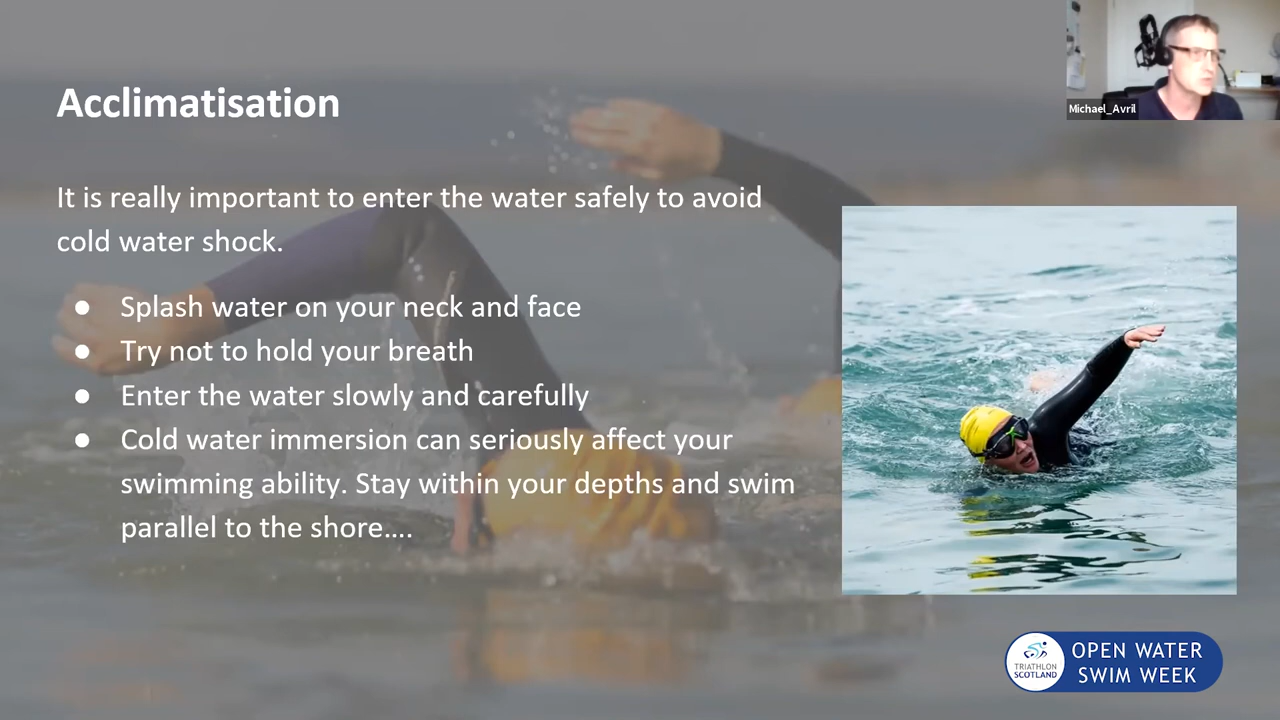 Michael_Avril
Acclimatisation
It is really important to enter the water safely to avoid
cold water shock.
● Splash water on your neck and face
● Try not to hold your breath
● Enter the water slowly and carefully
● Cold water immersion can seriously affect your
swimming ability. Stay within your depths and swim
parallel to the shore....
TRIATHLON
SCOTLAND
OPEN WATER
SWIM WEEK